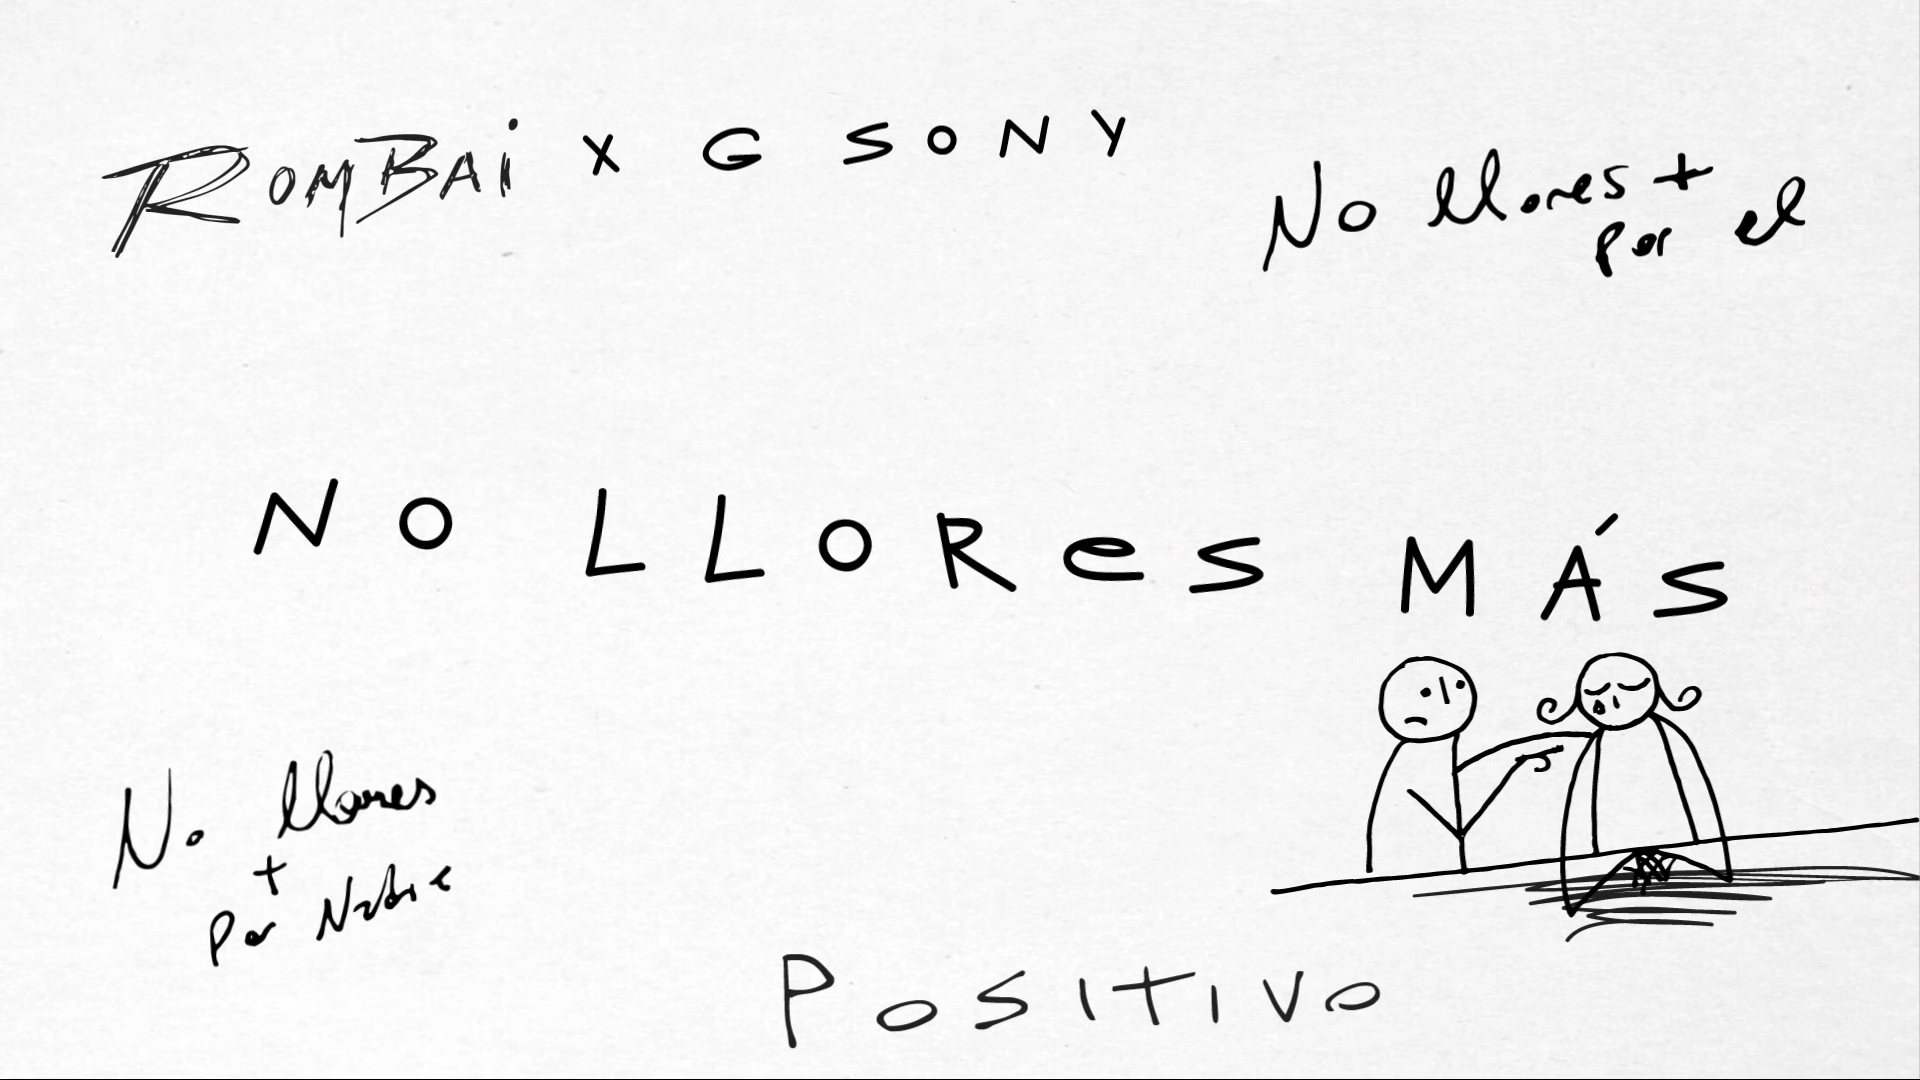 RomBai x G SONY
No llores +
por el
NO LLOReS MÁS
No llores
+
Por Nadie
POSITIVO